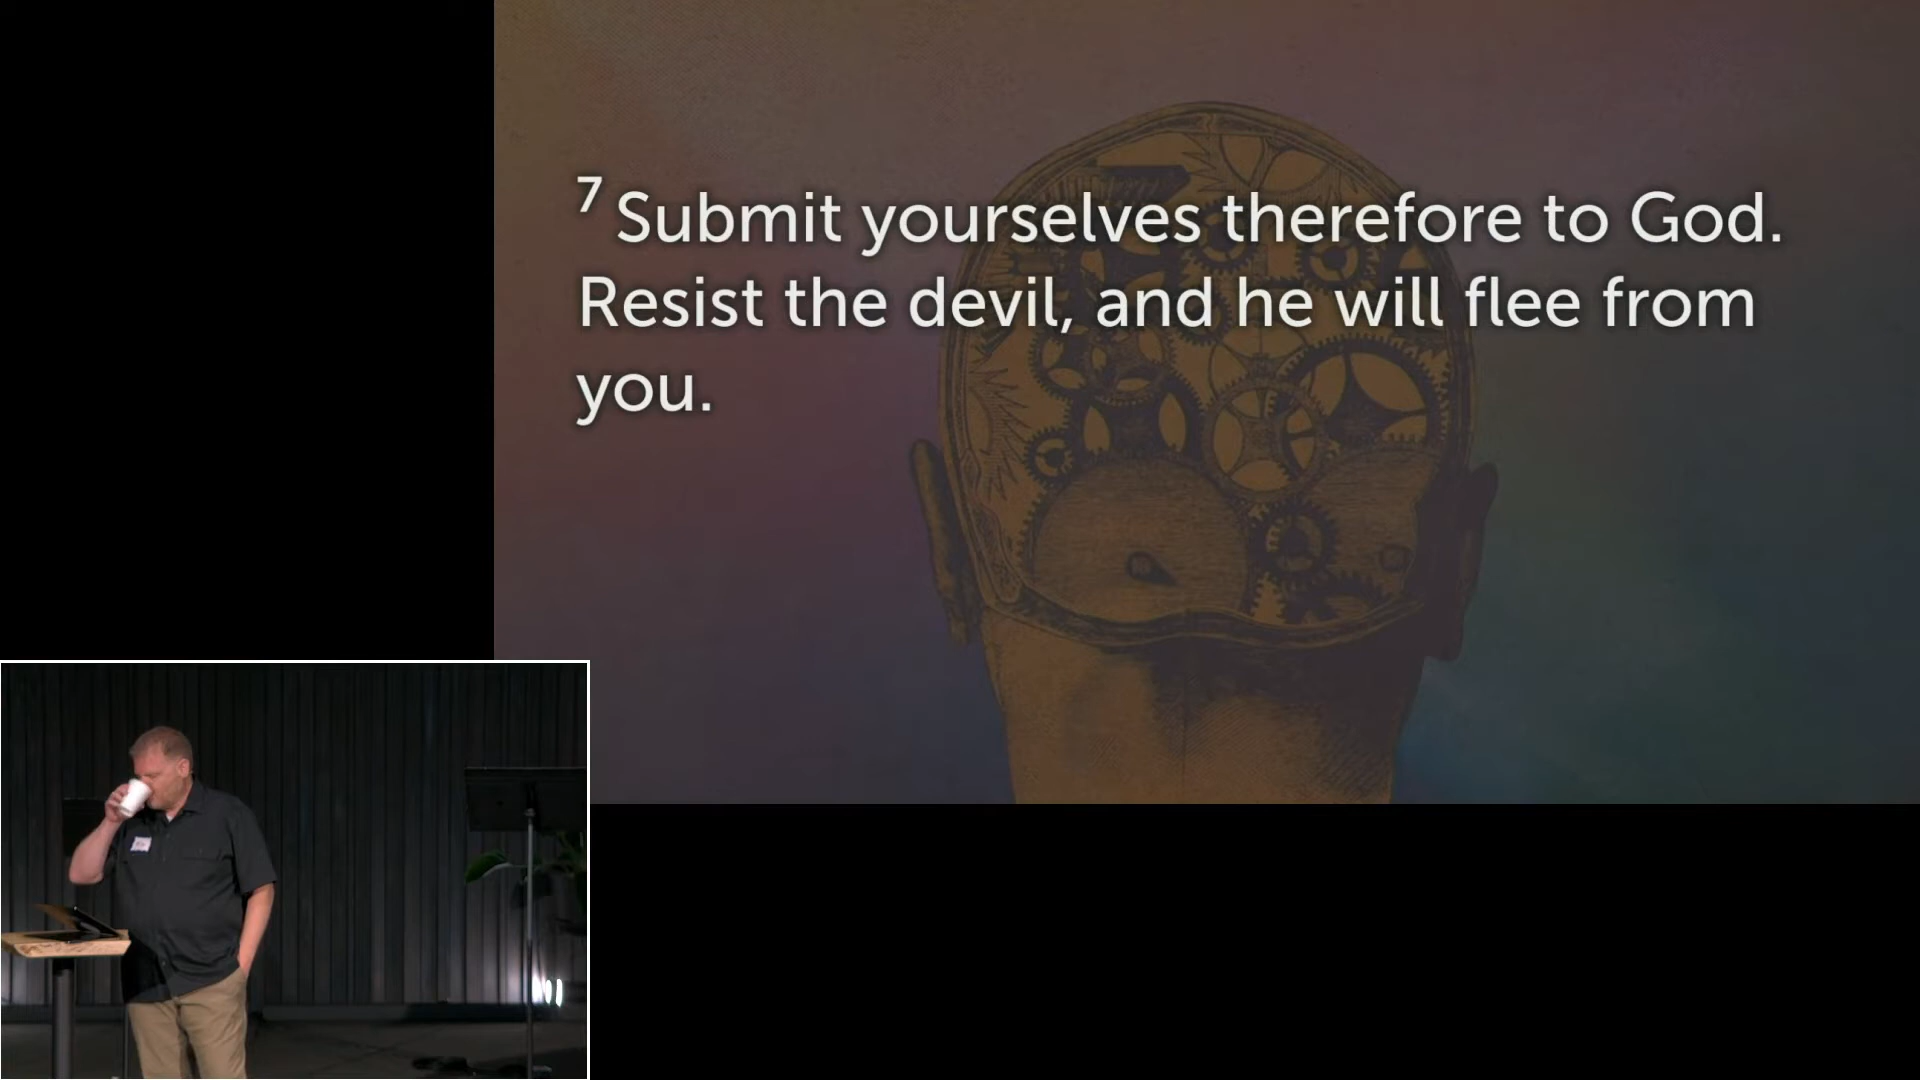 7 Submit yourselves therefore to God.
Resist the devil, and he will flee from
you.